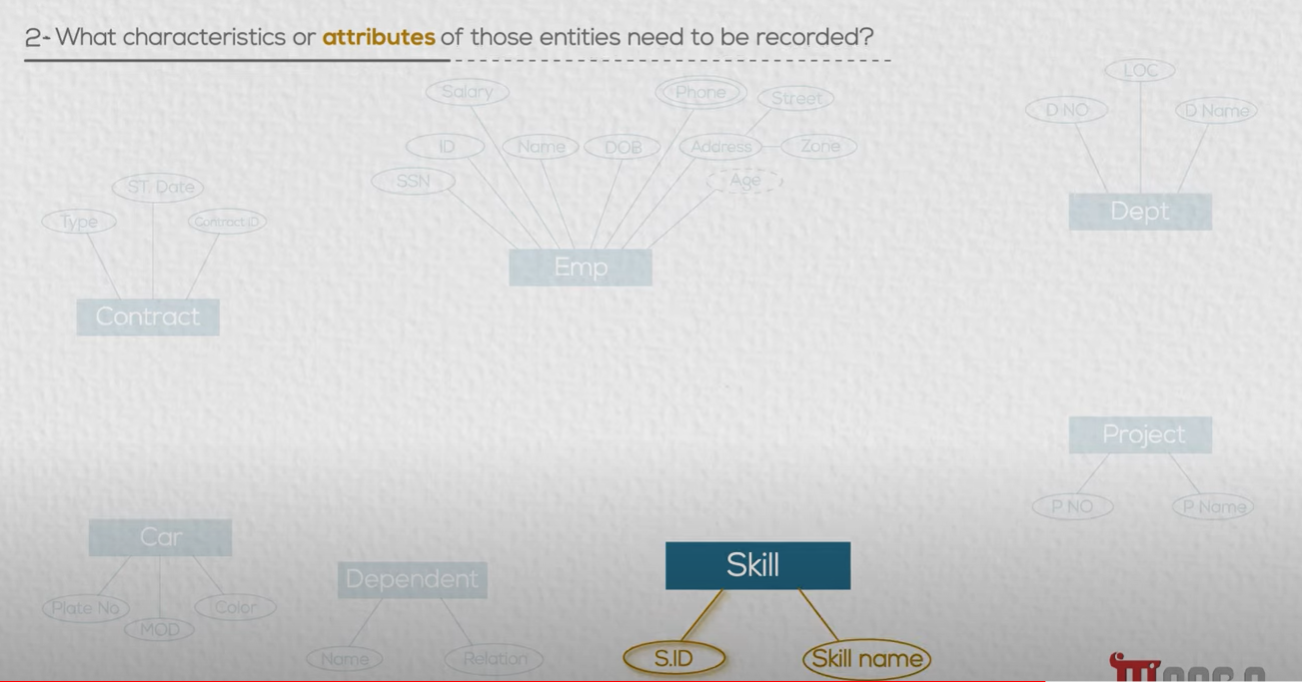 2- What characteristics or attributes of those entities need to be recorded?
LOC
Salary
Phone
Street
D NO
D Name
ID
Name
DOB
Address
Zone
SSN
Age
ST. Date
Type
Contract ID
Dept
Emp
Contract
Project
P NO
P Name
Car
Skill
Dependent
Plate No
Color
MOD
Name
Relation
S.ID
Skill name